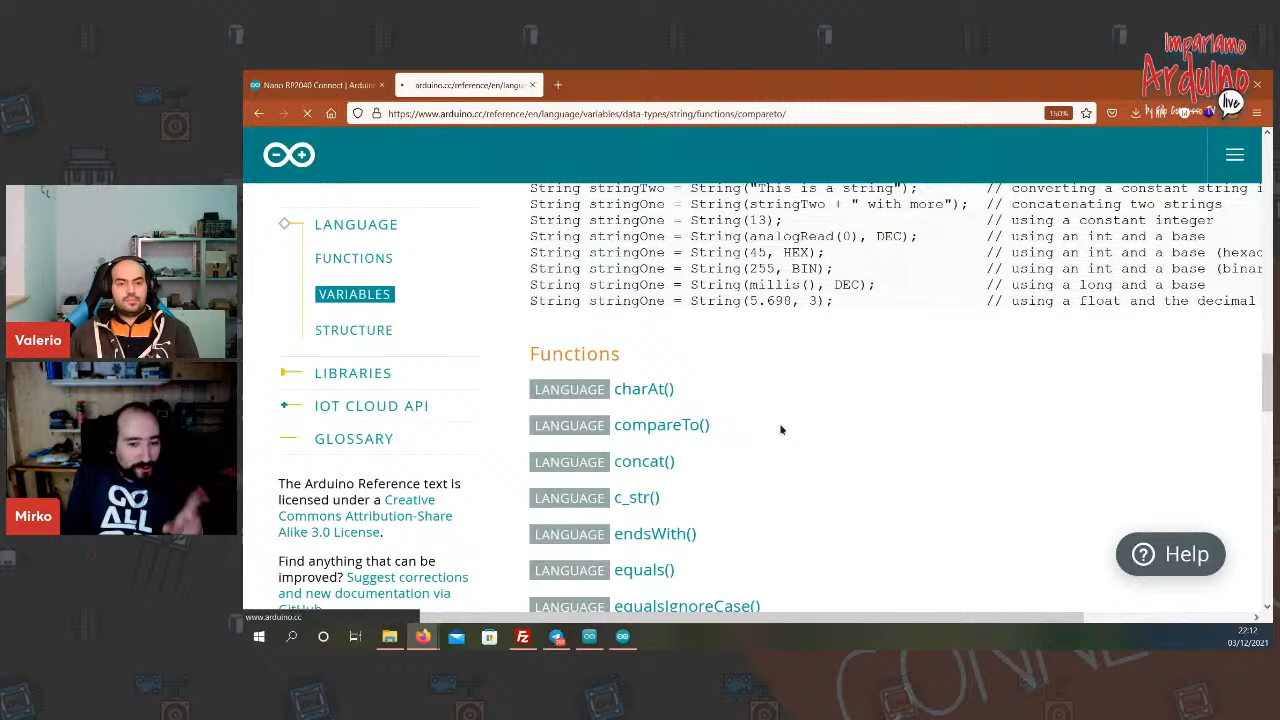 Impariamo
Arduino
live
Nano RP2040 Connect | Arduin
arduino.cc/reference/en/langu
https://www.arduino.cc/reference/en/language/variables/data-types/string/functions/compareto/
150%
String stringTwo = String("This is a string"); // converting a constant string i
String stringOne = String(stringTwo + " with more"); // concatenating two strings
String stringOne = String(13); // using a constant integer
String stringOne = String(analogRead(0), DEC); // using an int and a base
String stringOne = String(45, HEX); // using an int and a base (hexa
String stringOne = String(255, BIN); // using an int and a base (binar
String stringOne = String(millis(), DEC); // using a long and a base
String stringOne = String(5.698, 3); // using a float and the decimal
LANGUAGE
FUNCTIONS
VARIABLES
STRUCTURE
LIBRARIES
IOT CLOUD API
GLOSSARY
The Arduino Reference text is
licensed under a Creative
Commons Attribution-Share
Alike 3.0 License.
Find anything that can be
improved? Suggest corrections
and new documentation via
GitHub.
Functions
LANGUAGE charAt()
LANGUAGE compareTo()
LANGUAGE concat()
LANGUAGE c_str()
LANGUAGE endsWith()
LANGUAGE equals()
LANGUAGE equalsIgnoreCase()
Help
www.arduino.cc
22:12
03/12/2021
Valerio
Mirko
CONNE